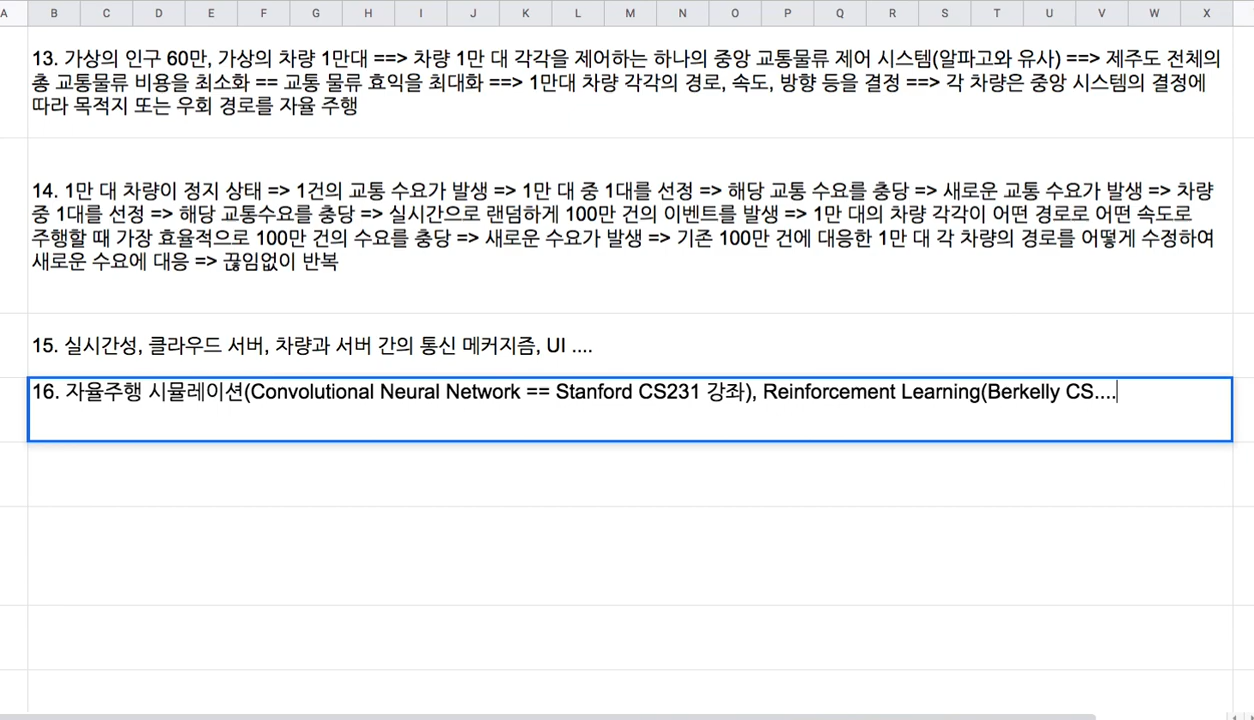 A B C D E F G H I J K L M N O P Q R S T U V W X
13. 가상의 인구 60만, 가상의 차량 1만대 ==> 차량 1만 대 각각을 제어하는 하나의 중앙 교통물류 제어 시스템(알파고와 유사) ==> 제주도 전체의
총 교통물류 비용을 최소화 == 교통 물류 효익을 최대화 ==> 1만대 차량 각각의 경로, 속도, 방향 등을 결정 ==> 각 차량은 중앙 시스템의 결정에
따라 목적지 또는 우회 경로를 자율 주행
14. 1만 대 차량이 정지 상태 => 1건의 교통 수요가 발생 => 1만 대 중 1대를 선정 => 해당 교통 수요를 충당 => 새로운 교통 수요가 발생 => 차량
중 1대를 선정 => 해당 교통수요를 충당 => 실시간으로 랜덤하게 100만 건의 이벤트를 발생 => 1만 대의 차량 각각이 어떤 경로로 어떤 속도로
주행할 때 가장 효율적으로 100만 건의 수요를 충당 => 새로운 수요가 발생 => 기존 100만 건에 대응한 1만 대 각 차량의 경로를 어떻게 수정하여
새로운 수요에 대응 => 끊임없이 반복
15. 실시간성, 클라우드 서버, 차량과 서버 간의 통신 메커지즘, UI ....
16. 자율주행 시뮬레이션(Convolutional Neural Network == Stanford CS231 강좌), Reinforcement Learning(Berkelly CS....